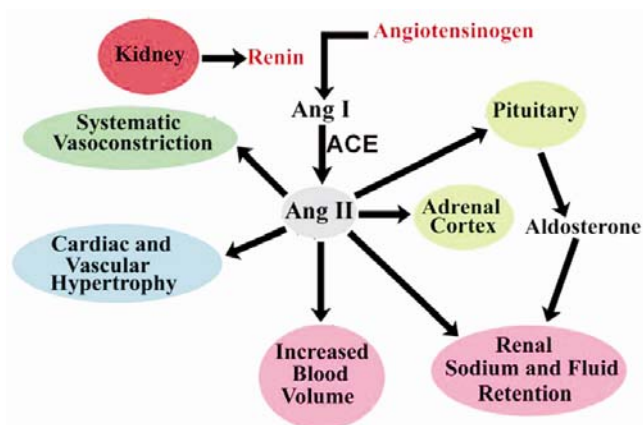 Angiotensinogen
Kidney
Renin
Ang I
ACE
Systematic
Vasoconstriction
Pituitary
Ang II
Adrenal
Cortex
Aldosterone
Cardiac and
Vascular
Hypertrophy
Increased
Blood
Volume
Renal
Sodium and Fluid
Retention